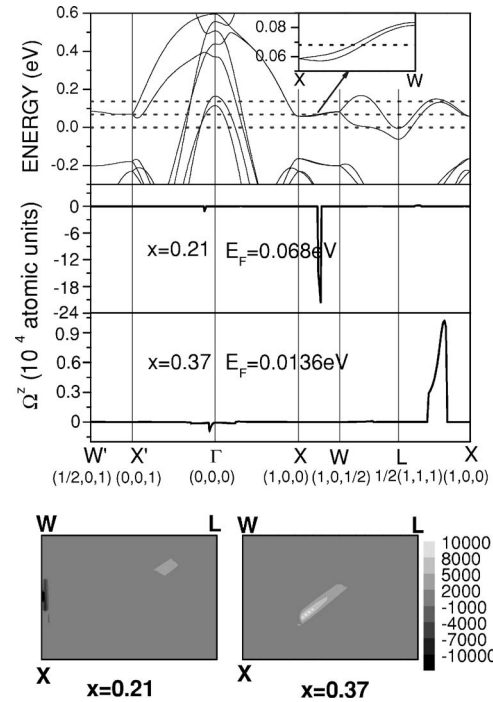 0.6
0.4
0.2
0.0
-0.2
ENERGY (eV)
0.08
0.06
X W
0
-6
-12
-18
-24
x=0.21 E_F=0.068eV
0.9
0.6
0.3
0
x=0.37 E_F=0.0136eV
Ω^z (10^4 atomic units)
W' X' Γ X W L X
(1/2,0,1) (0,0,1) (0,0,0) (1,0,0) (1,0,1/2) 1/2(1,1,1) (1,0,0)
W L W L
X X
x=0.21 x=0.37
10000
8000
5000
2000
-1000
-4000
-7000
-10000